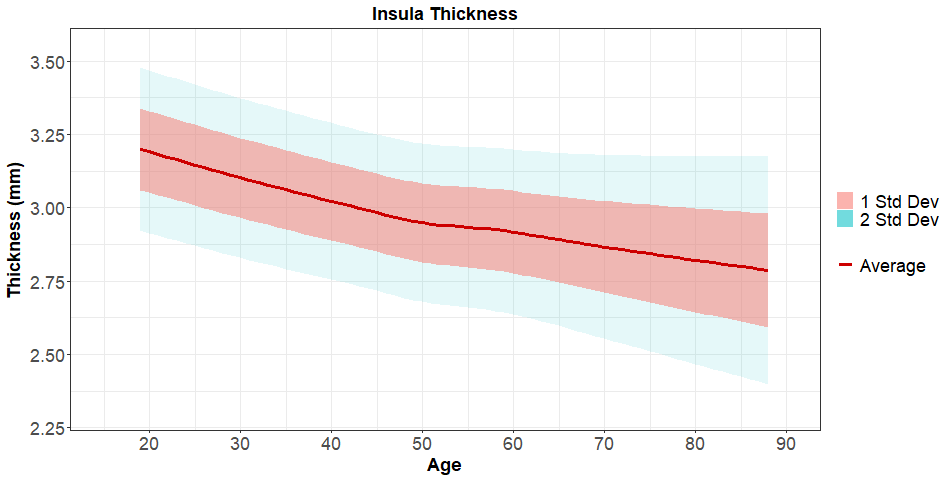 Insula Thickness
Thickness (mm)
3.50
3.25
3.00
2.75
2.50
2.25
20 30 40 50 60 70 80 90
Age
1 Std Dev
2 Std Dev
Average